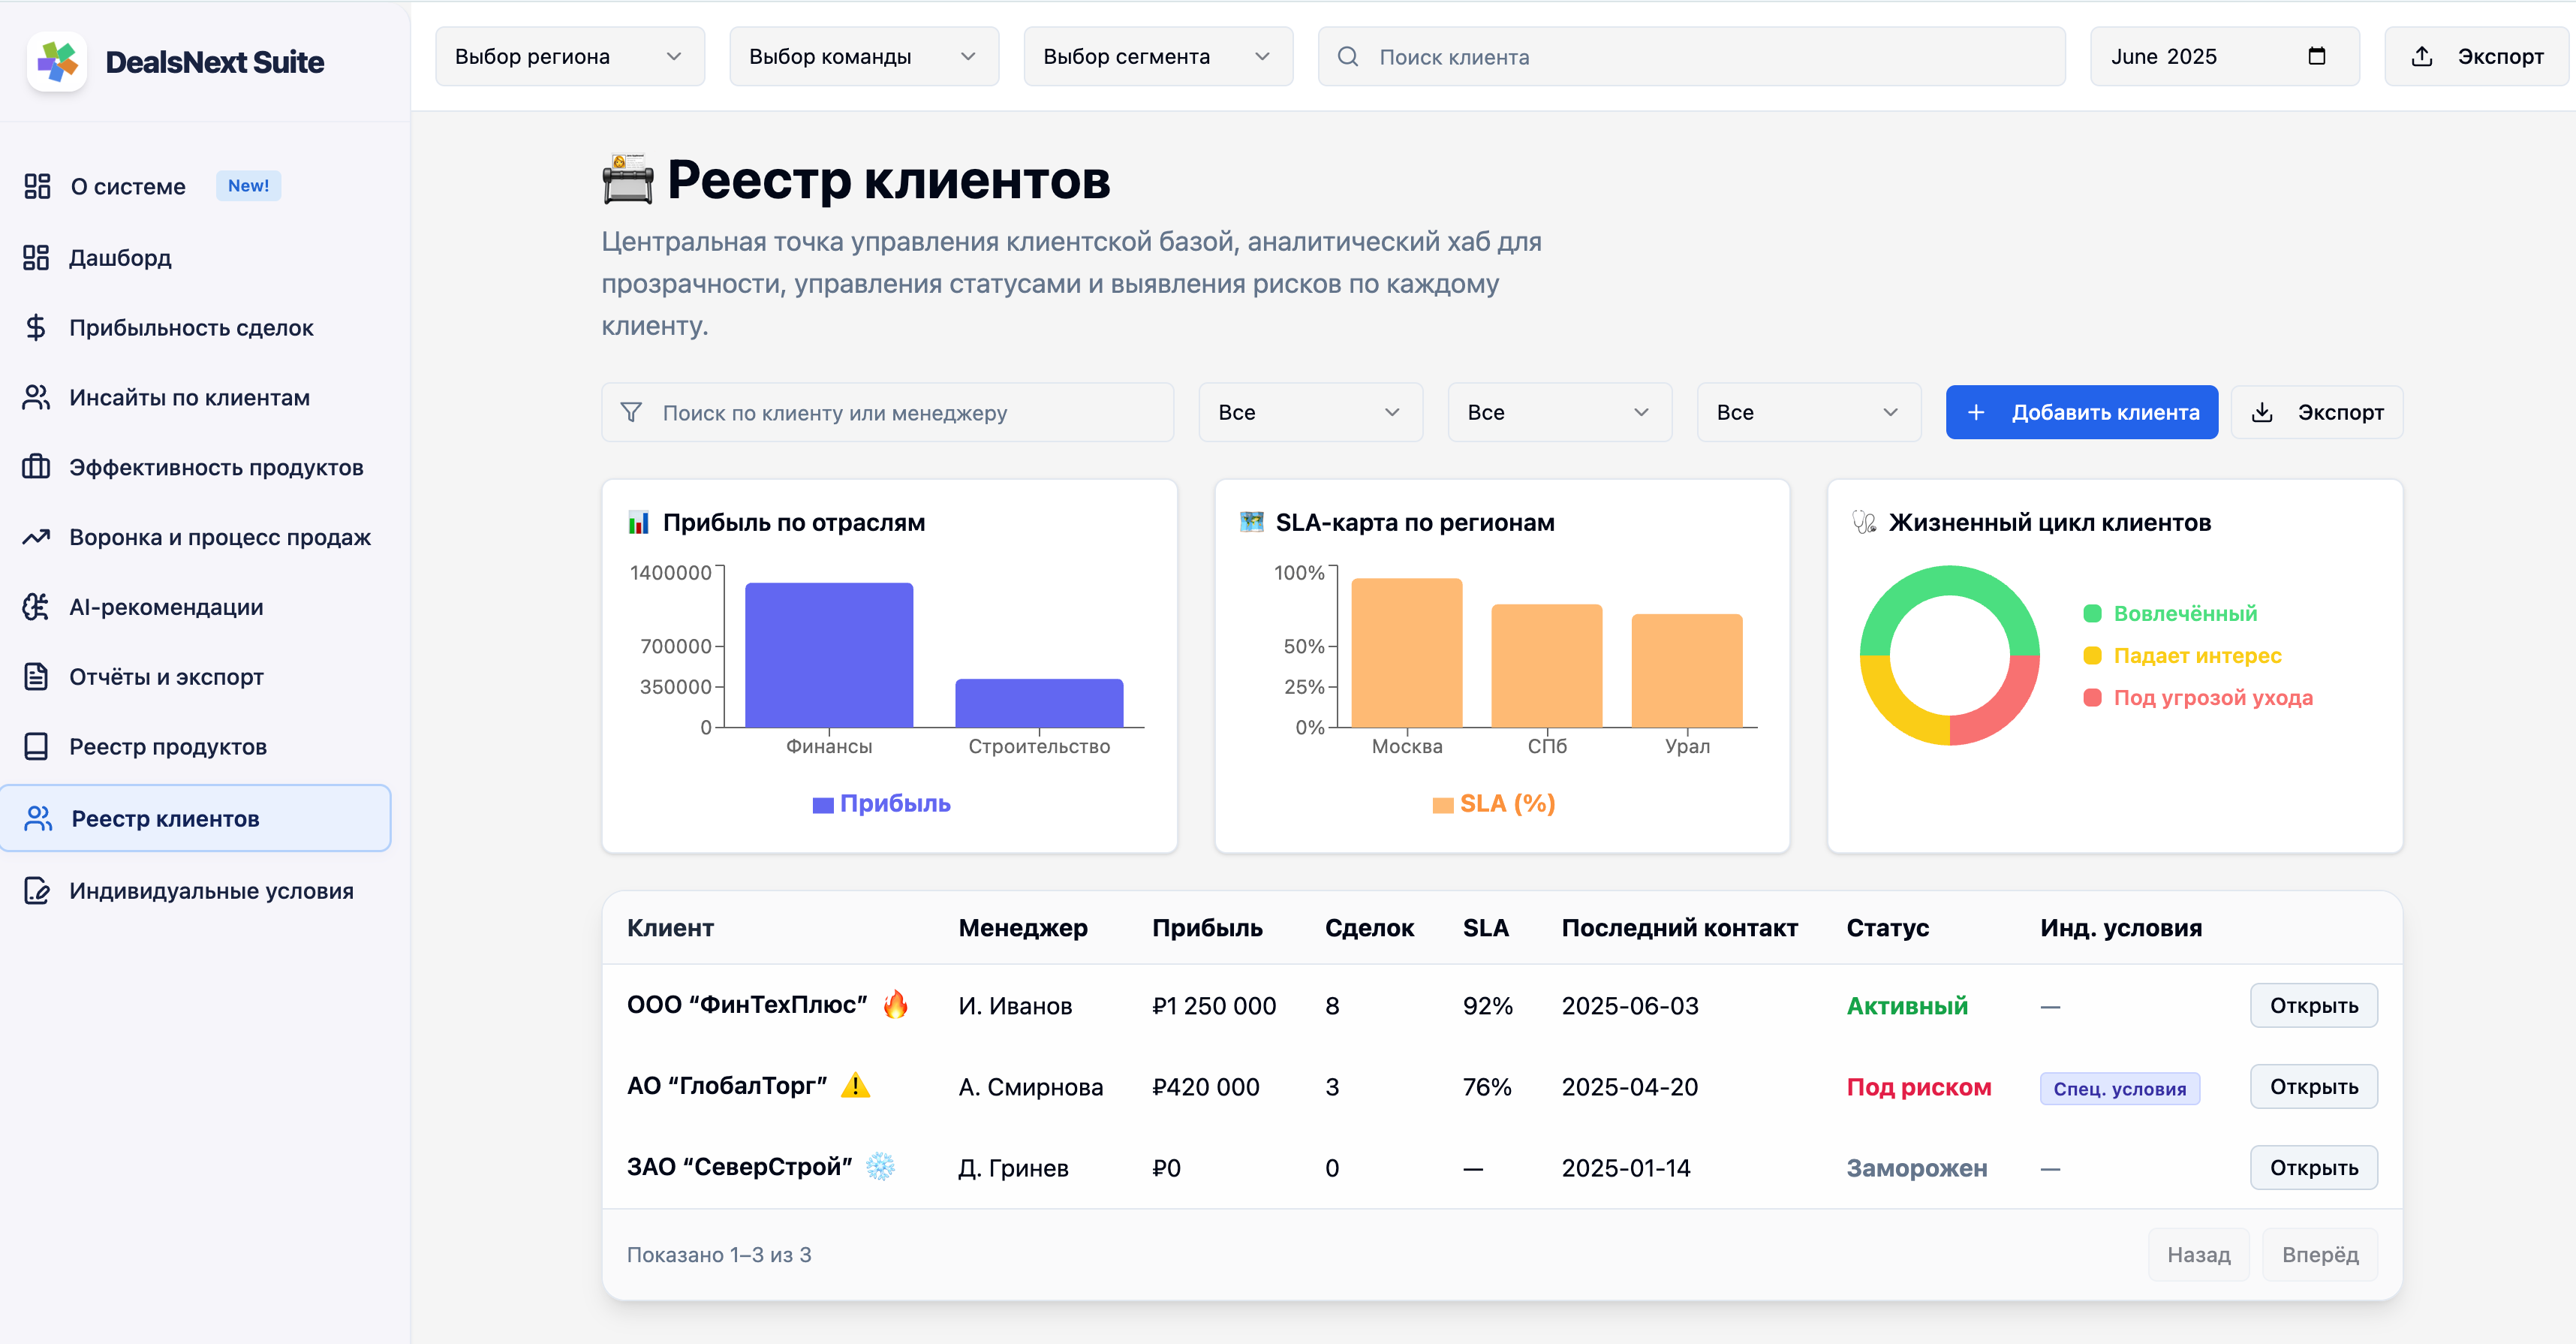 DealsNext Suite
Выбор региона
Выбор команды
Выбор сегмента
Поиск клиента
June 2025
Экспорт
О системе
New!
Дашборд
Прибыльность сделок
Инсайты по клиентам
Эффективность продуктов
Воронка и процесс продаж
AI-рекомендации
Отчёты и экспорт
Реестр продуктов
Реестр клиентов
Индивидуальные условия
Реестр клиентов
Центральная точка управления клиентской базой, аналитический хаб для
прозрачности, управления статусами и выявления рисков по каждому
клиенту.
Поиск по клиенту или менеджеру
Все
Все
Все
Добавить клиента
Экспорт
Прибыль по отраслям
1400000
700000
350000
0
Финансы
Строительство
Прибыль
SLA-карта по регионам
100%
50%
25%
0%
Москва
СПб
Урал
SLA (%)
Жизненный цикл клиентов
Вовлечённый
Падает интерес
Под угрозой ухода
Клиент Менеджер Прибыль Сделок SLA Последний контакт Статус Инд. условия
ООО “ФинТехПлюс” И. Иванов ₽1 250 000 8 92% 2025-06-03 Активный — Открыть
АО “ГлобалТорг” А. Смирнова ₽420 000 3 76% 2025-04-20 Под риском Спец. условия Открыть
ЗАО “СеверСтрой” Д. Гринев ₽0 0 — 2025-01-14 Заморожен — Открыть
Показано 1–3 из 3
Назад
Вперёд